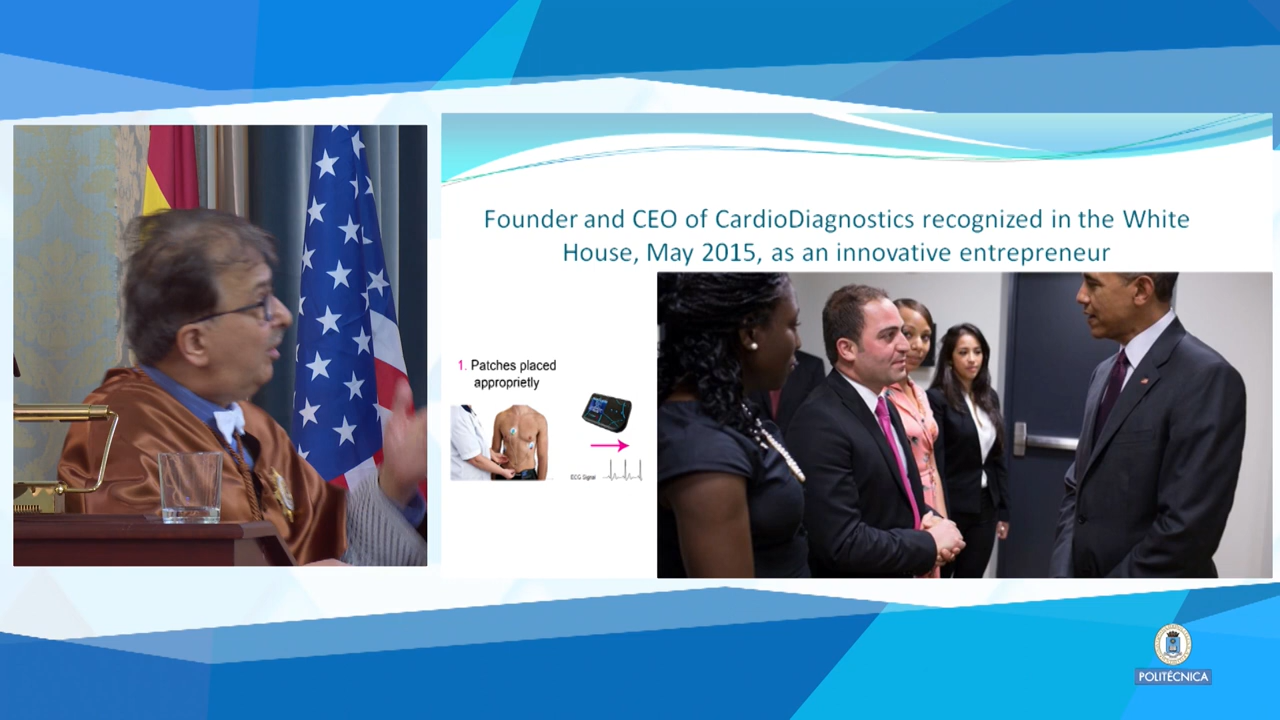 Founder and CEO of CardioDiagnostics recognized in the White
House, May 2015, as an innovative entrepreneur
1. Patches placed
approprietly
ECG Signal
POLITÉCNICA